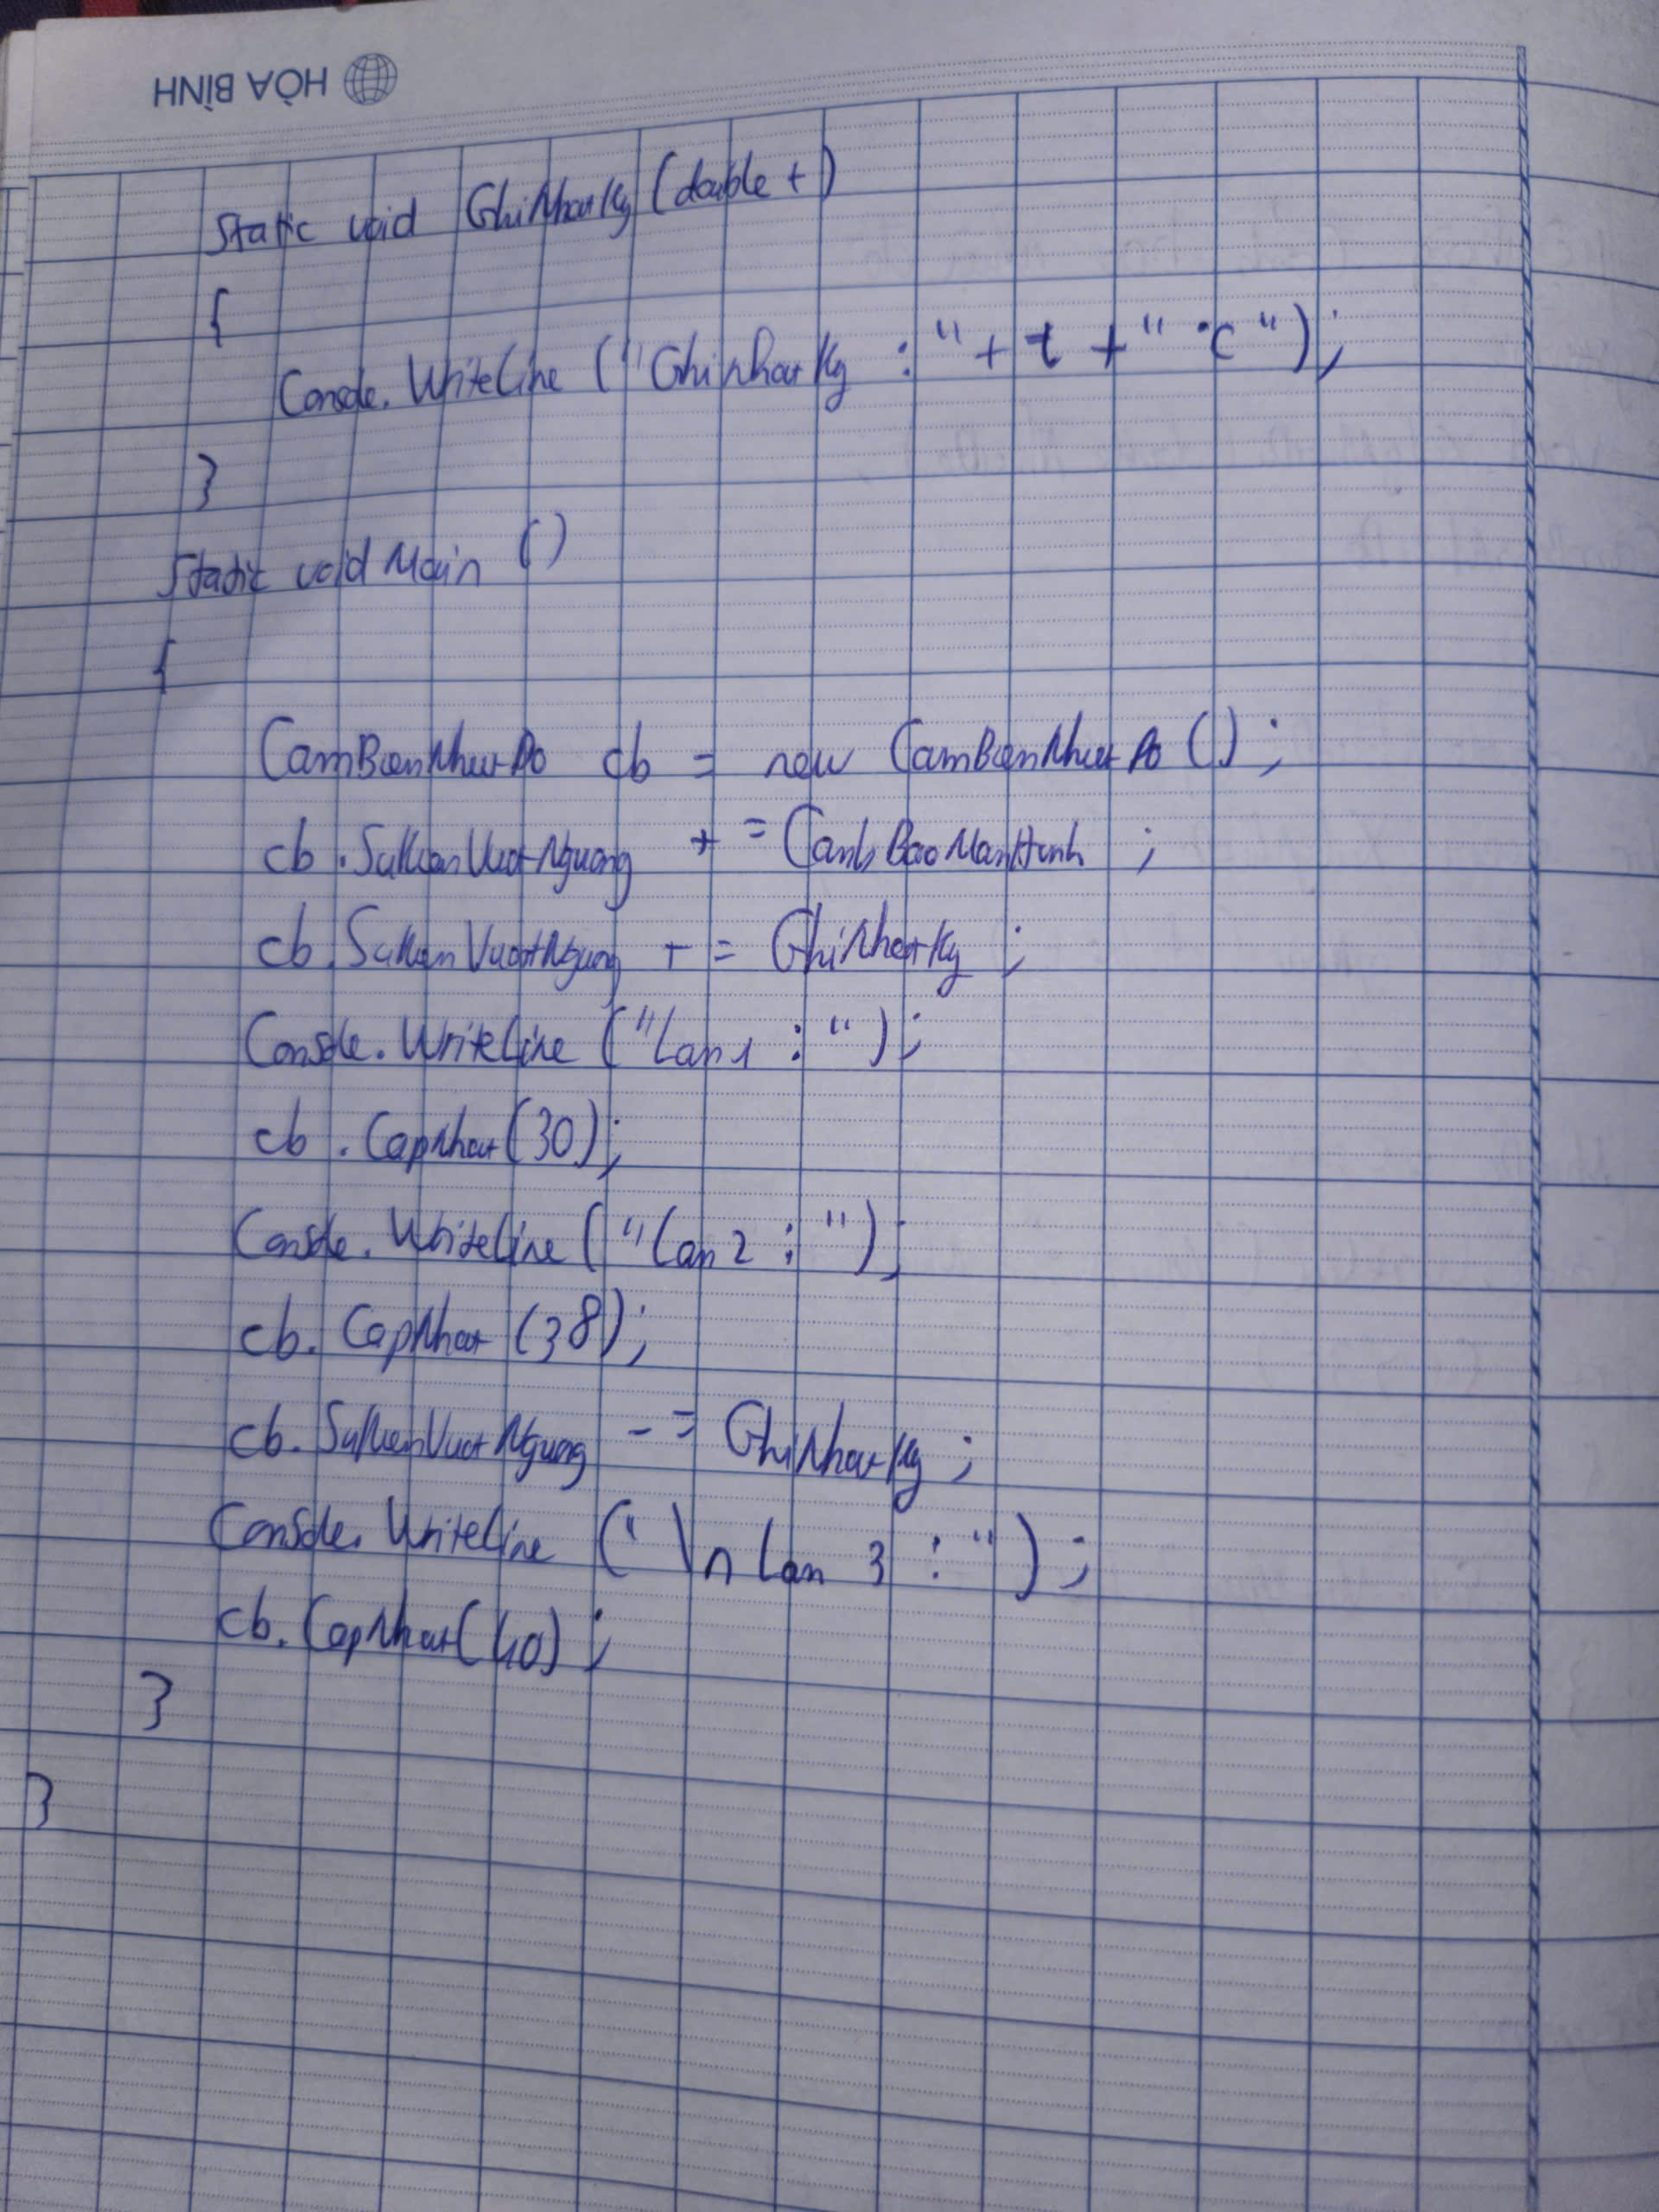 HÒA BÌNH
Static void GhiNhatKy (double t)
{
Console. WriteLine ("GhiNhatKy : " + t + " °c ");
}
Static void Main ()
{
CamBienNhietDo cb = new CamBienNhietDo () ;
cb . SuKienVuotNguong += CanhBaoManHinh ;
cb. SuKienVuotNguong += GhiNhatKy ;
Console. WriteLine ("Lan 1 : ");
cb . CapNhat (30);
Console. WriteLine ("Lan 2 : ");
cb. CapNhat (38);
cb. SuKienVuotNguong -= GhiNhatKy ;
Console. WriteLine ("\n Lan 3 : ") ;
cb. CapNhat (40) ;
}
}